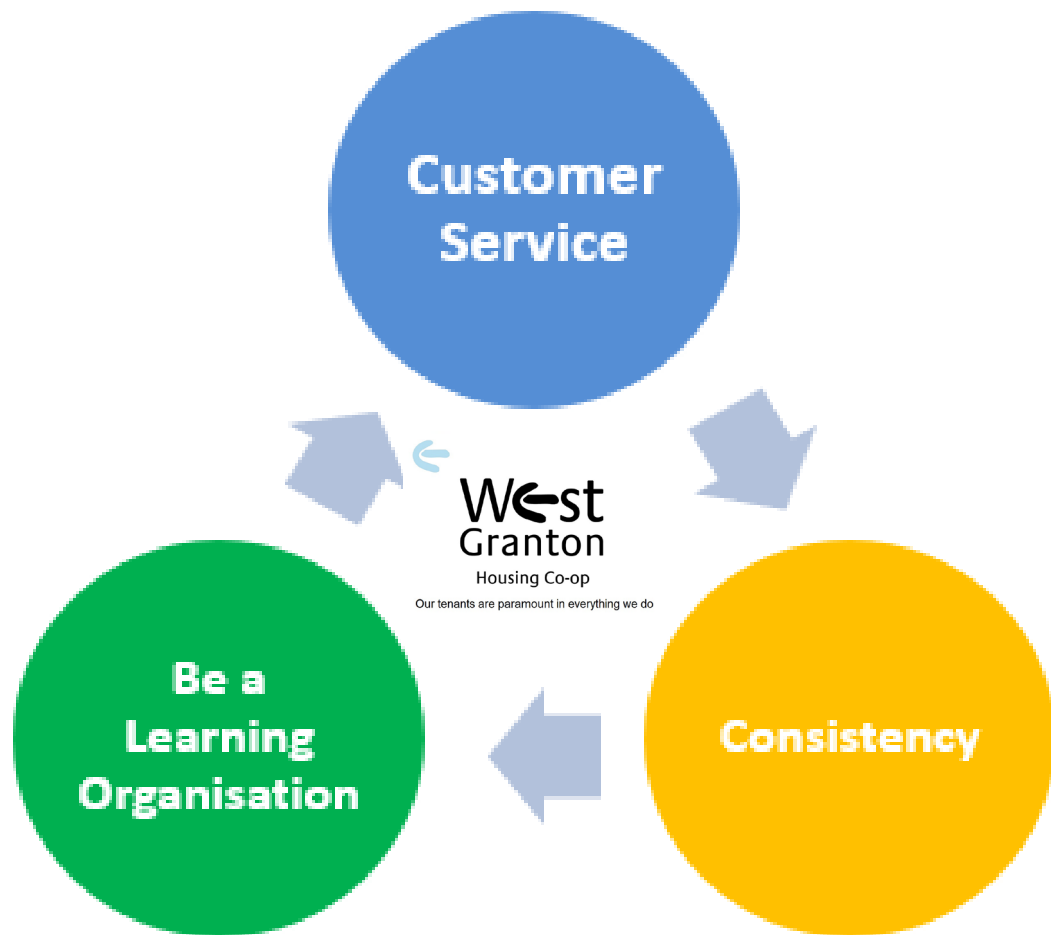 Customer
Service
West
Granton
Housing Co-op
Our tenants are paramount in everything we do
Be a
Learning
Organisation
Consistency